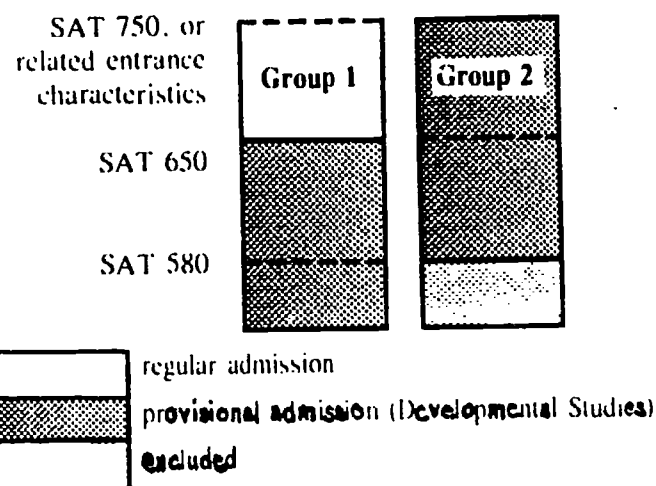 SAT 750, or
related entrance
characteristics
Group 1
Group 2
SAT 650
SAT 580
regular admission
provisional admission (Developmental Studies)
excluded